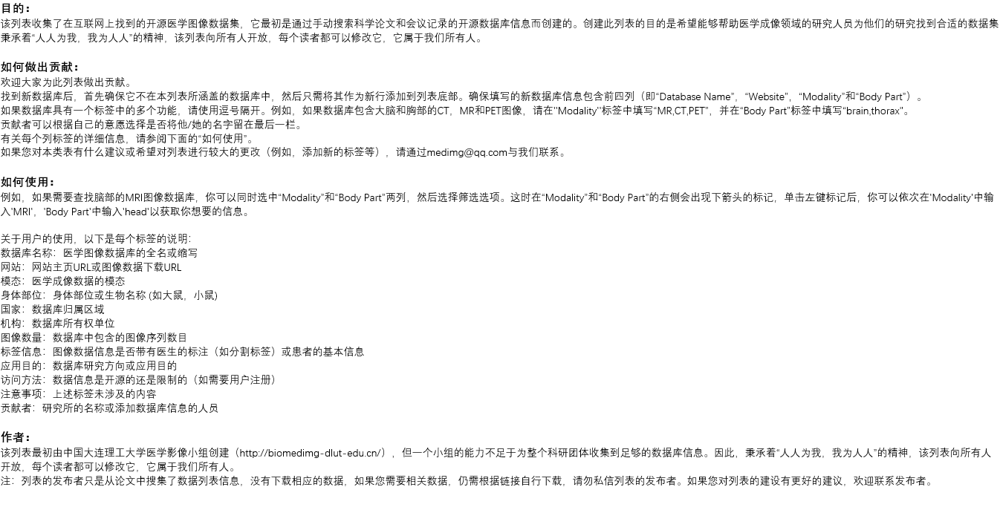 目的：
该列表收集了在互联网上找到的开源医学图像数据集，它最初是通过手动搜索科学论文和会议记录的开源数据库信息而创建的。创建此列表的目的是希望能够帮助医学成像领域的研究人员为他们的研究找到合适的数据集
秉承着“人人为我，我为人人”的精神，该列表向所有人开放，每个读者都可以修改它，它属于我们所有人。
如何做出贡献：
欢迎大家为此列表做出贡献。
找到新数据库后，首先确保它不在本列表所涵盖的数据库中，然后只需将其作为新行添加到列表底部。确保填写的新数据库信息包含前四列（即“Database Name”，“Website”，“Modality”和“Body Part”）。
如果数据库具有一个标签中的多个功能，请使用逗号隔开。例如，如果数据库包含大脑和胸部的CT，MR和PET图像，请在''Modality''标签中填写“MR,CT,PET”，并在“Body Part”标签中填写“brain,thorax"。
贡献者可以根据自己的意愿选择是否将他/她的名字留在最后一栏。
有关每个列标签的详细信息，请参阅下面的“如何使用”。
如果您对本类表有什么建议或希望对列表进行较大的更改（例如，添加新的标签等），请通过medimg@qq.com与我们联系。
如何使用：
例如，如果需要查找脑部的MRI图像数据库，你可以同时选中“Modality”和“Body Part”两列，然后选择筛选选项。这时在“Modality”和“Body Part”的右侧会出现下箭头的标记，单击左键标记后，你可以依次在'Modality'中输
入'MRI'，'Body Part'中输入'head'以获取你想要的信息。
关于用户的使用，以下是每个标签的说明：
数据库名称：医学图像数据库的全名或缩写
网站：网站主页URL或图像数据下载URL
模态：医学成像数据的模态
身体部位：身体部位或生物名称 (如大鼠，小鼠)
国家：数据库归属区域
机构：数据库所有权单位
图像数量：数据库中包含的图像序列数目
标签信息：图像数据信息是否带有医生的标注（如分割标签）或患者的基本信息
应用目的：数据库研究方向或应用目的
访问方法：数据信息是开源的还是限制的（如需要用户注册）
注意事项：上述标签未涉及的内容
贡献者：研究所的名称或添加数据库信息的人员
作者：
该列表最初由中国大连理工大学医学影像小组创建（http://biomedimg-dlut-edu.cn/），但一个小组的能力不足于为整个科研团体收集到足够的数据库信息。因此，秉承着“人人为我，我为人人”的精神，该列表向所有人
开放，每个读者都可以修改它，它属于我们所有人。
注：列表的发布者只是从论文中搜集了数据列表信息，没有下载相应的数据，如果您需要相关数据，仍需根据链接自行下载，请勿私信列表的发布者。如果您对列表的建设有更好的建议，欢迎联系发布者。